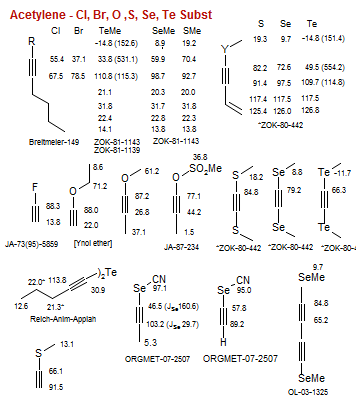 Acetylene - Cl, Br, O ,S, Se, Te Subst
Cl Br TeMe SeMe SMe
R
-14.8 (152.6) 8.9 19.2
55.4 37.1 33.8 (531.1) 59.9 70.4
67.5 78.5 110.8 (115.3) 98.7 92.7
21.1 20.3 20.0
31.8 31.7 31.8
22.4 22.8 22.3
14.1 13.8 13.8
Breitmeier-149 ZOK-81-1143 ZOK-81-1143
ZOK-81-1139
S Se Te
Y
19.3 9.7 -14.8 (151.4)
82.2 72.6 49.5 (554.2)
91.4 97.5 109.7 (114.8)
117.4 117.5 117.5
125.4 126.0 126.8
"ZOK-80-442
F
88.3
13.8
JA-73(95)-5859
8.6
O 71.2
88.0
22.0
[Ynol ether]
61.2
O
87.2
26.8
37.1
36.8
SO2Me
O
77.1
44.2
1.5
JA-87-234
S 18.2
84.8
S
"ZOK-80-442
Se 8.8
79.2
Se
"ZOK-80-442
Te -11.7
66.3
Te
"ZOK-80-4
)2Te
22.0* 113.8
30.9
12.6 21.3*
Reich-Anim-Appiah
Se CN
97.1
46.5 (JSe 160.6)
103.2 (JSe 29.7)
5.3
ORGMET-07-2507
Se CN
95.0
57.8
89.2
H
ORGMET-07-2507
9.7
SeMe
84.8
65.2
SeMe
OL-03-1325
S 13.1
66.1
91.5